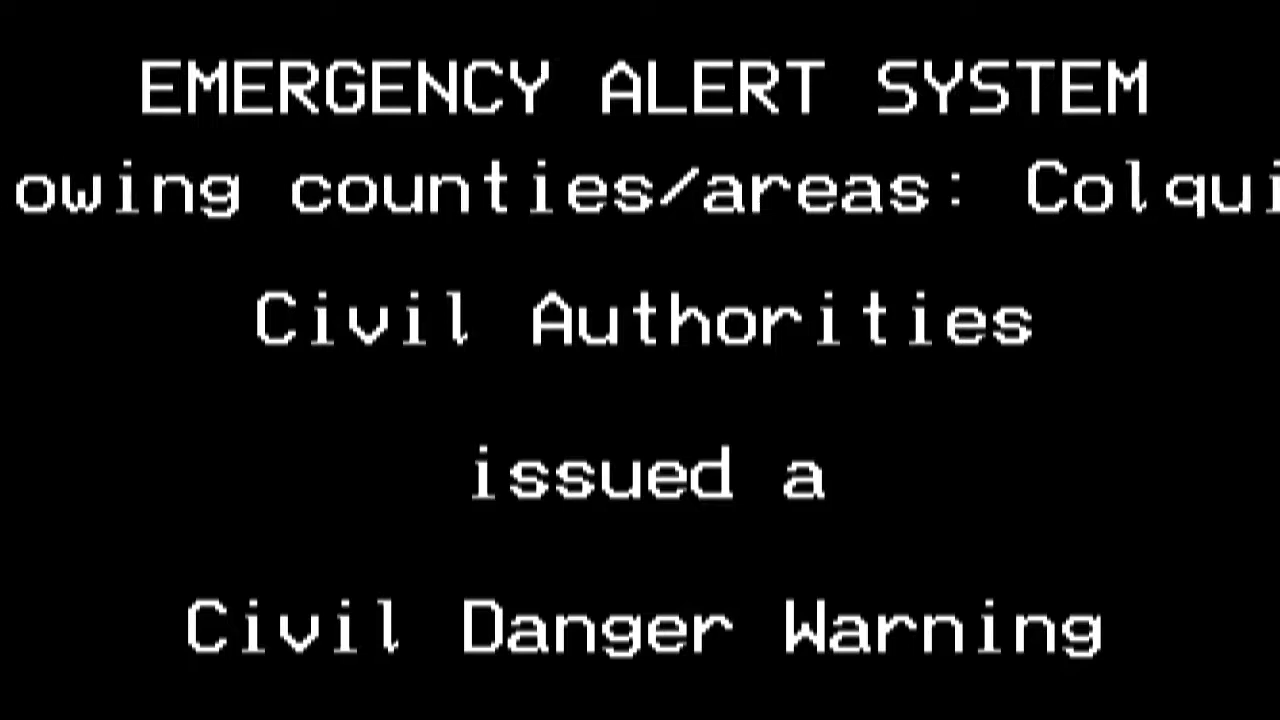 EMERGENCY ALERT SYSTEM
owing counties/areas: Colqui
Civil Authorities
issued a
Civil Danger Warning